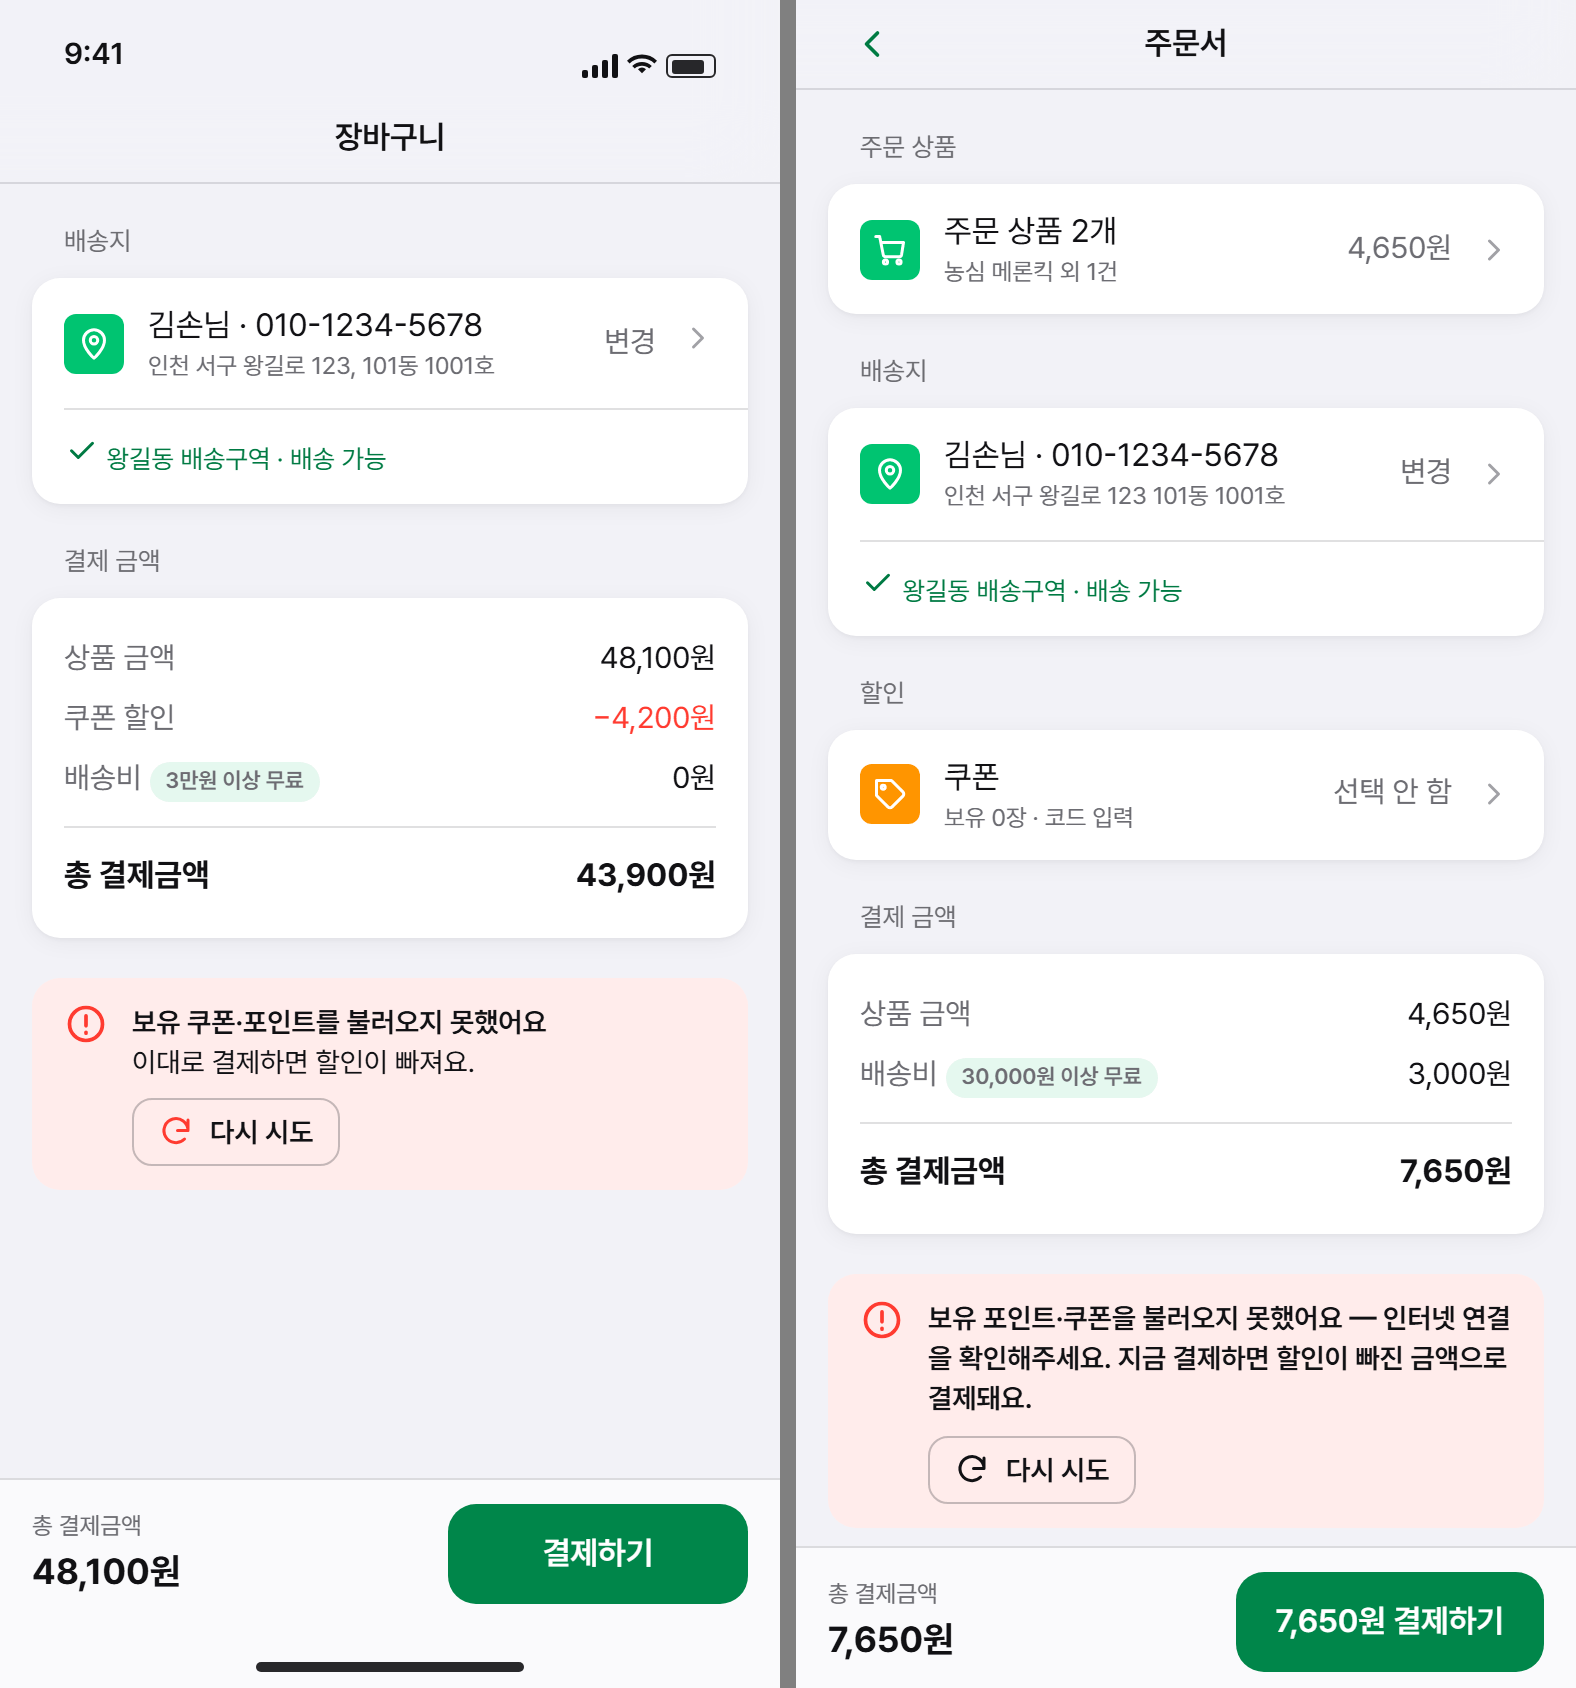 9:41
장바구니
배송지
김손님 · 010-1234-5678
인천 서구 왕길로 123, 101동 1001호
변경
왕길동 배송구역 · 배송 가능
결제 금액
상품 금액 48,100원
쿠폰 할인 −4,200원
배송비 3만원 이상 무료 0원
총 결제금액 43,900원
보유 쿠폰·포인트를 불러오지 못했어요
이대로 결제하면 할인이 빠져요.
다시 시도
총 결제금액
48,100원
결제하기
주문서
주문 상품
주문 상품 2개
농심 메론킥 외 1건
4,650원
배송지
김손님 · 010-1234-5678
인천 서구 왕길로 123 101동 1001호
변경
왕길동 배송구역 · 배송 가능
할인
쿠폰
보유 0장 · 코드 입력
선택 안 함
결제 금액
상품 금액 4,650원
배송비 30,000원 이상 무료 3,000원
총 결제금액 7,650원
보유 포인트·쿠폰을 불러오지 못했어요 — 인터넷 연결
을 확인해주세요. 지금 결제하면 할인이 빠진 금액으로
결제돼요.
다시 시도
총 결제금액
7,650원
7,650원 결제하기